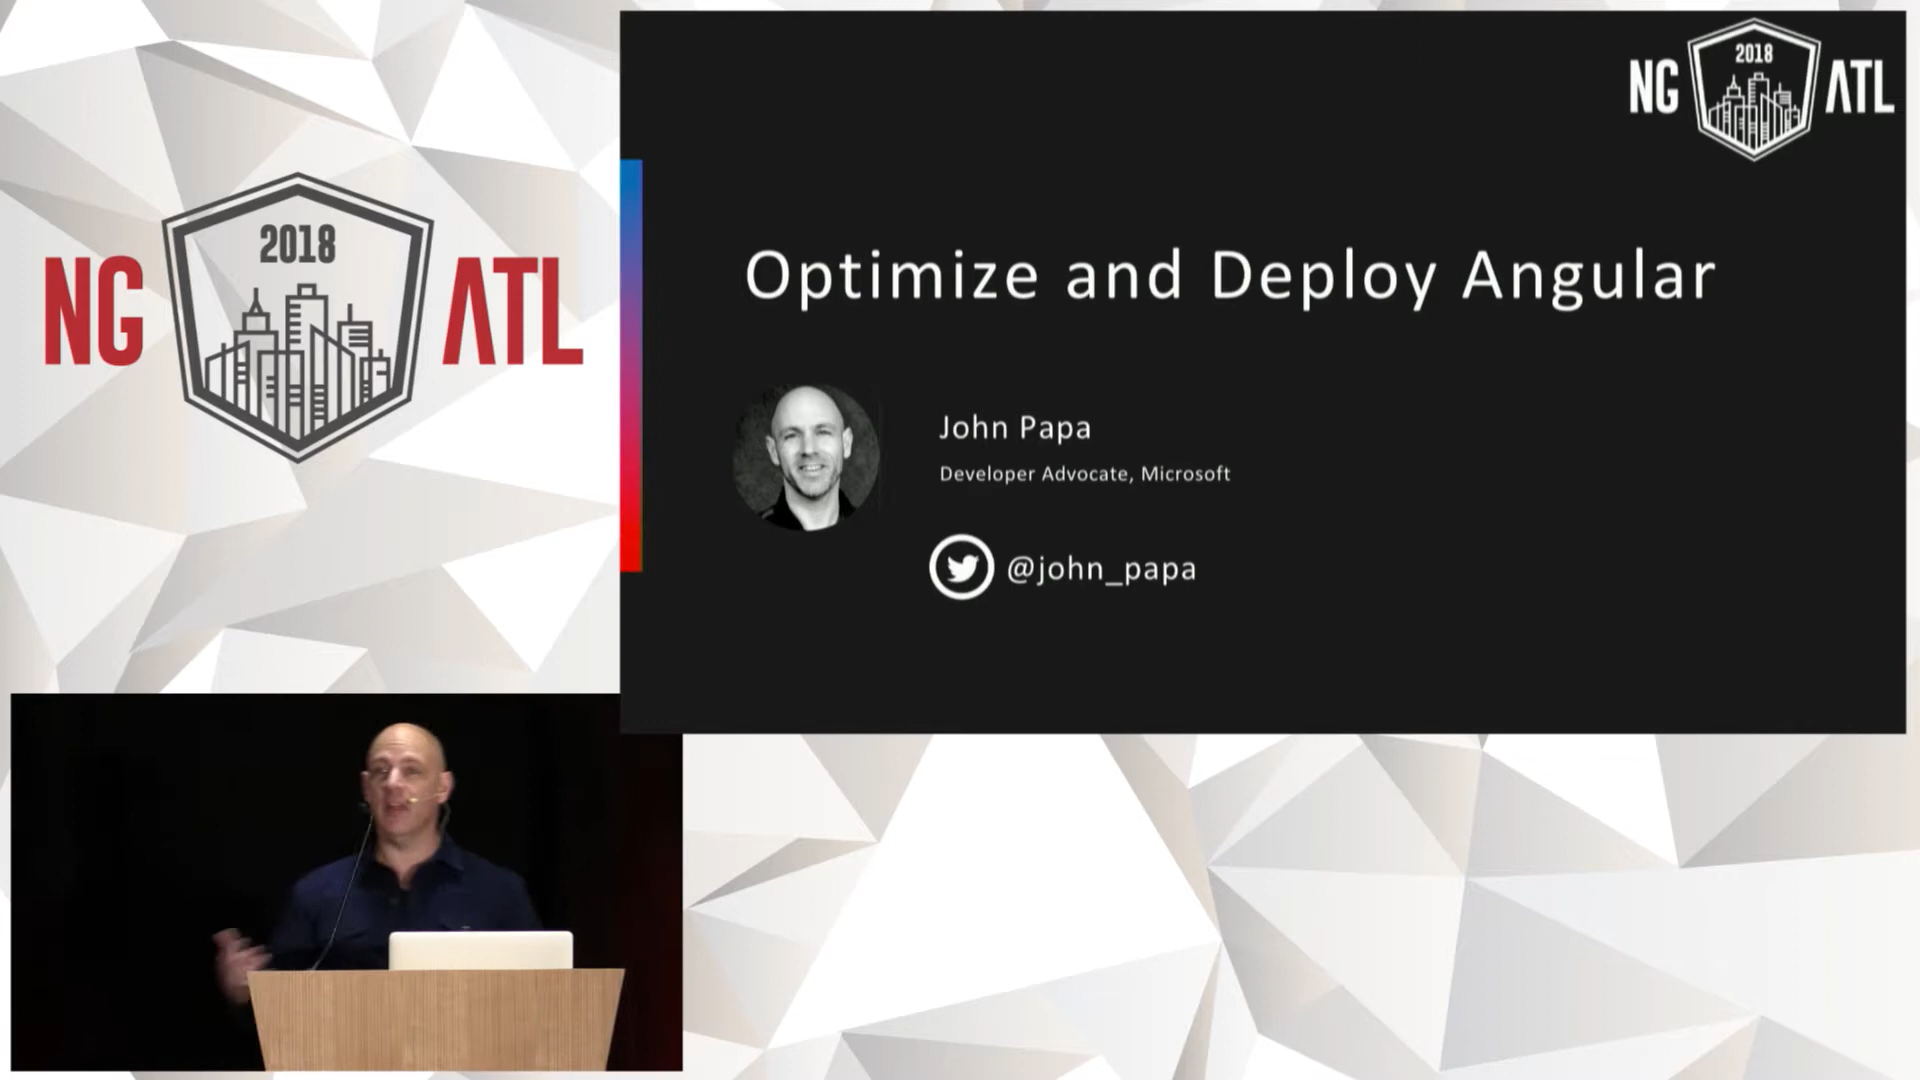 2018
NG ATL
2018
NG ATL
Optimize and Deploy Angular
John Papa
Developer Advocate, Microsoft
@john_papa